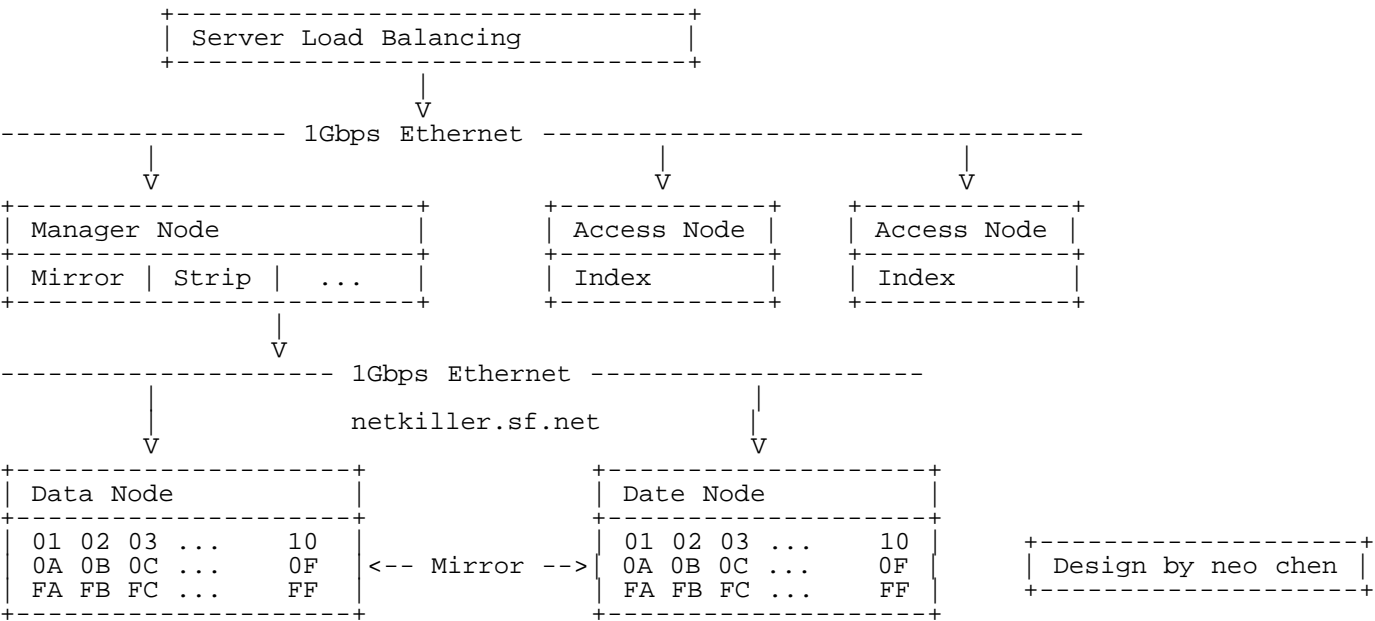 Server Load Balancing
V
1Gbps Ethernet
V V V
Manager Node Access Node Access Node
Mirror | Strip | ... Index Index
V
1Gbps Ethernet
netkiller.sf.net
V V
Data Node Date Node
01 02 03 ... 10 01 02 03 ... 10
0A 0B 0C ... 0F <-- Mirror --> 0A 0B 0C ... 0F Design by neo chen
FA FB FC ... FF FA FB FC ... FF